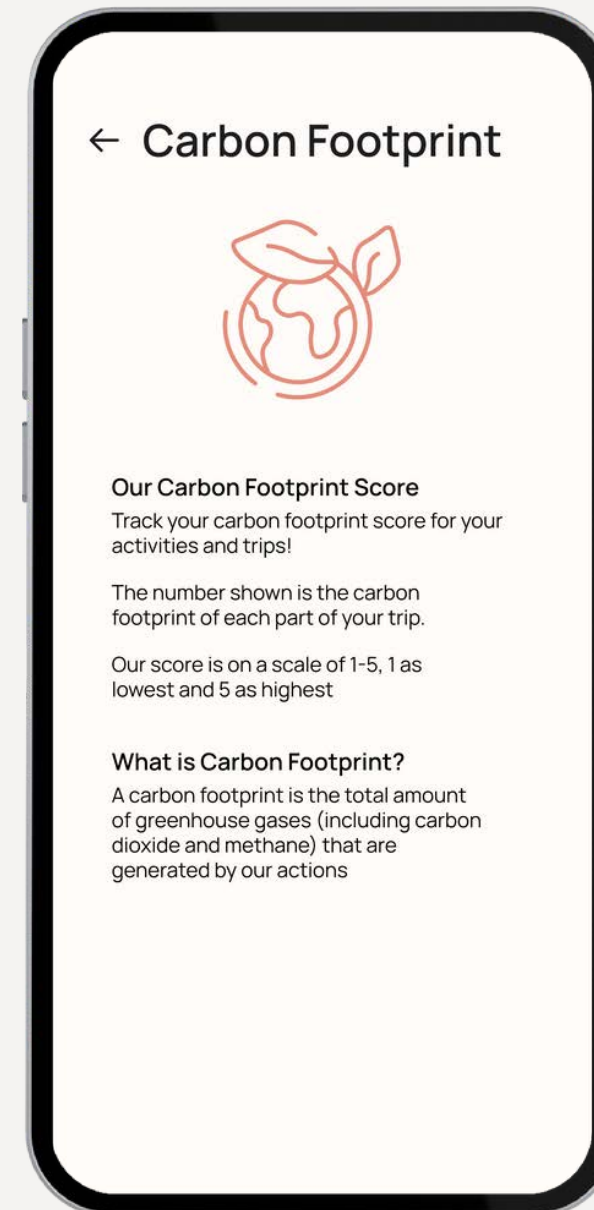 Carbon Footprint
Our Carbon Footprint Score
Track your carbon footprint score for your
activities and trips!
The number shown is the carbon
footprint of each part of your trip.
Our score is on a scale of 1-5, 1 as
lowest and 5 as highest
What is Carbon Footprint?
A carbon footprint is the total amount
of greenhouse gases (including carbon
dioxide and methane) that are
generated by our actions